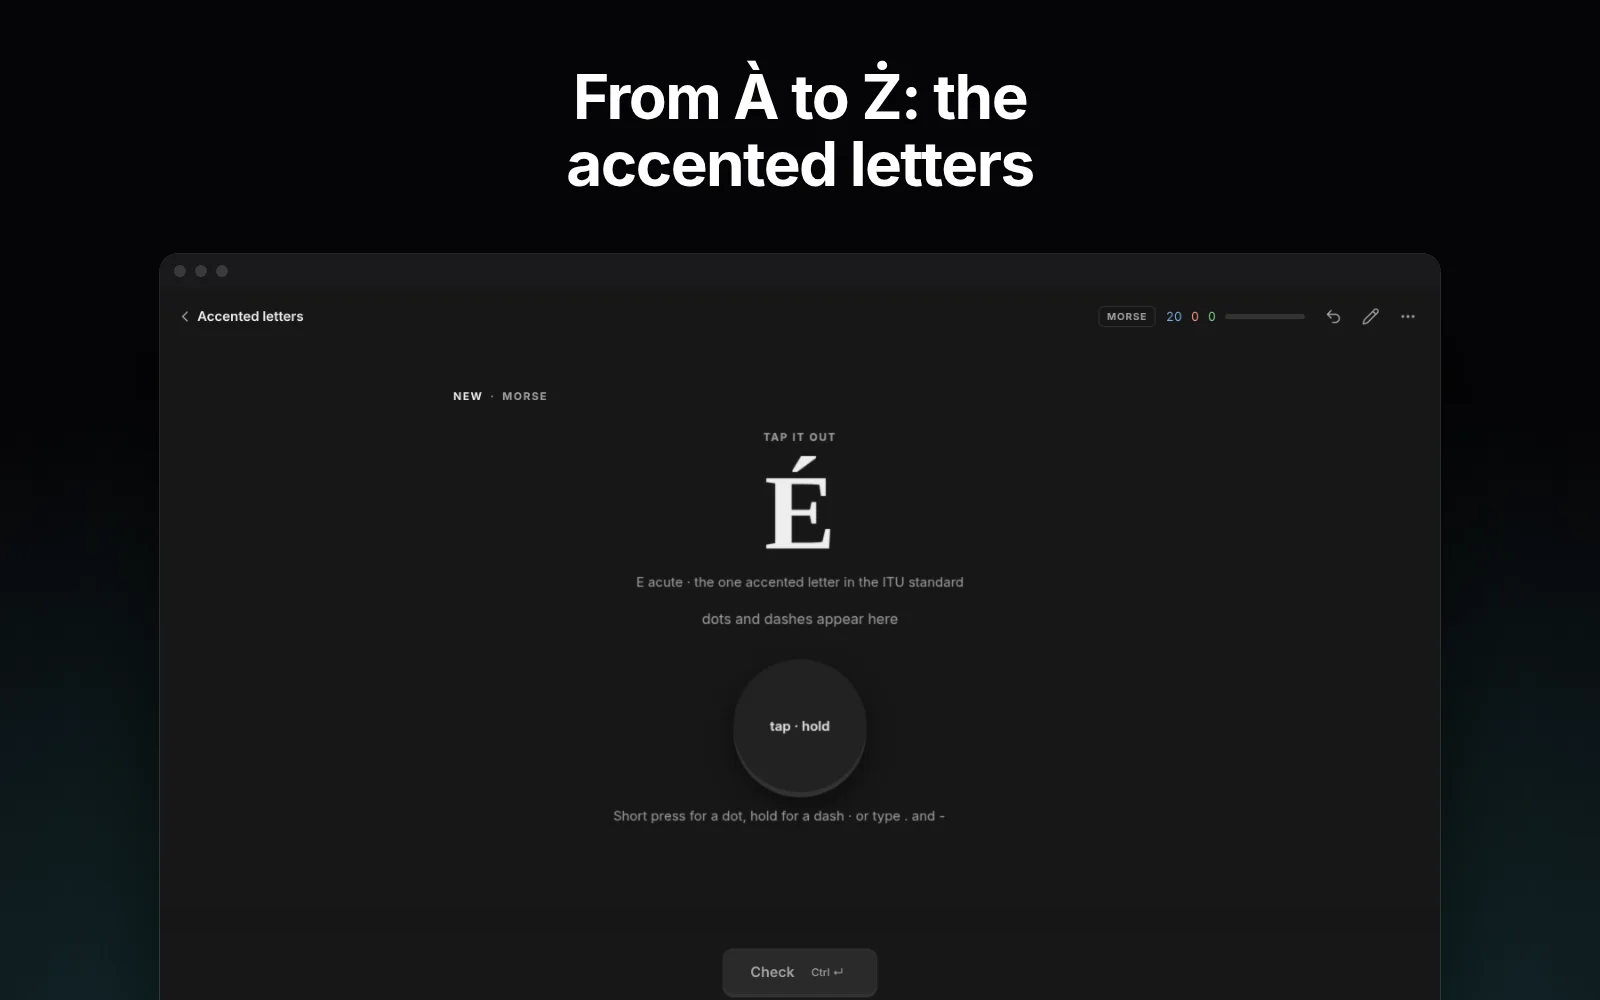 From À to Ż: the
accented letters
Accented letters
MORSE 20 0 0
NEW · MORSE
TAP IT OUT
É
E acute · the one accented letter in the ITU standard
dots and dashes appear here
tap · hold
Short press for a dot, hold for a dash · or type . and -
Check Ctrl ↵